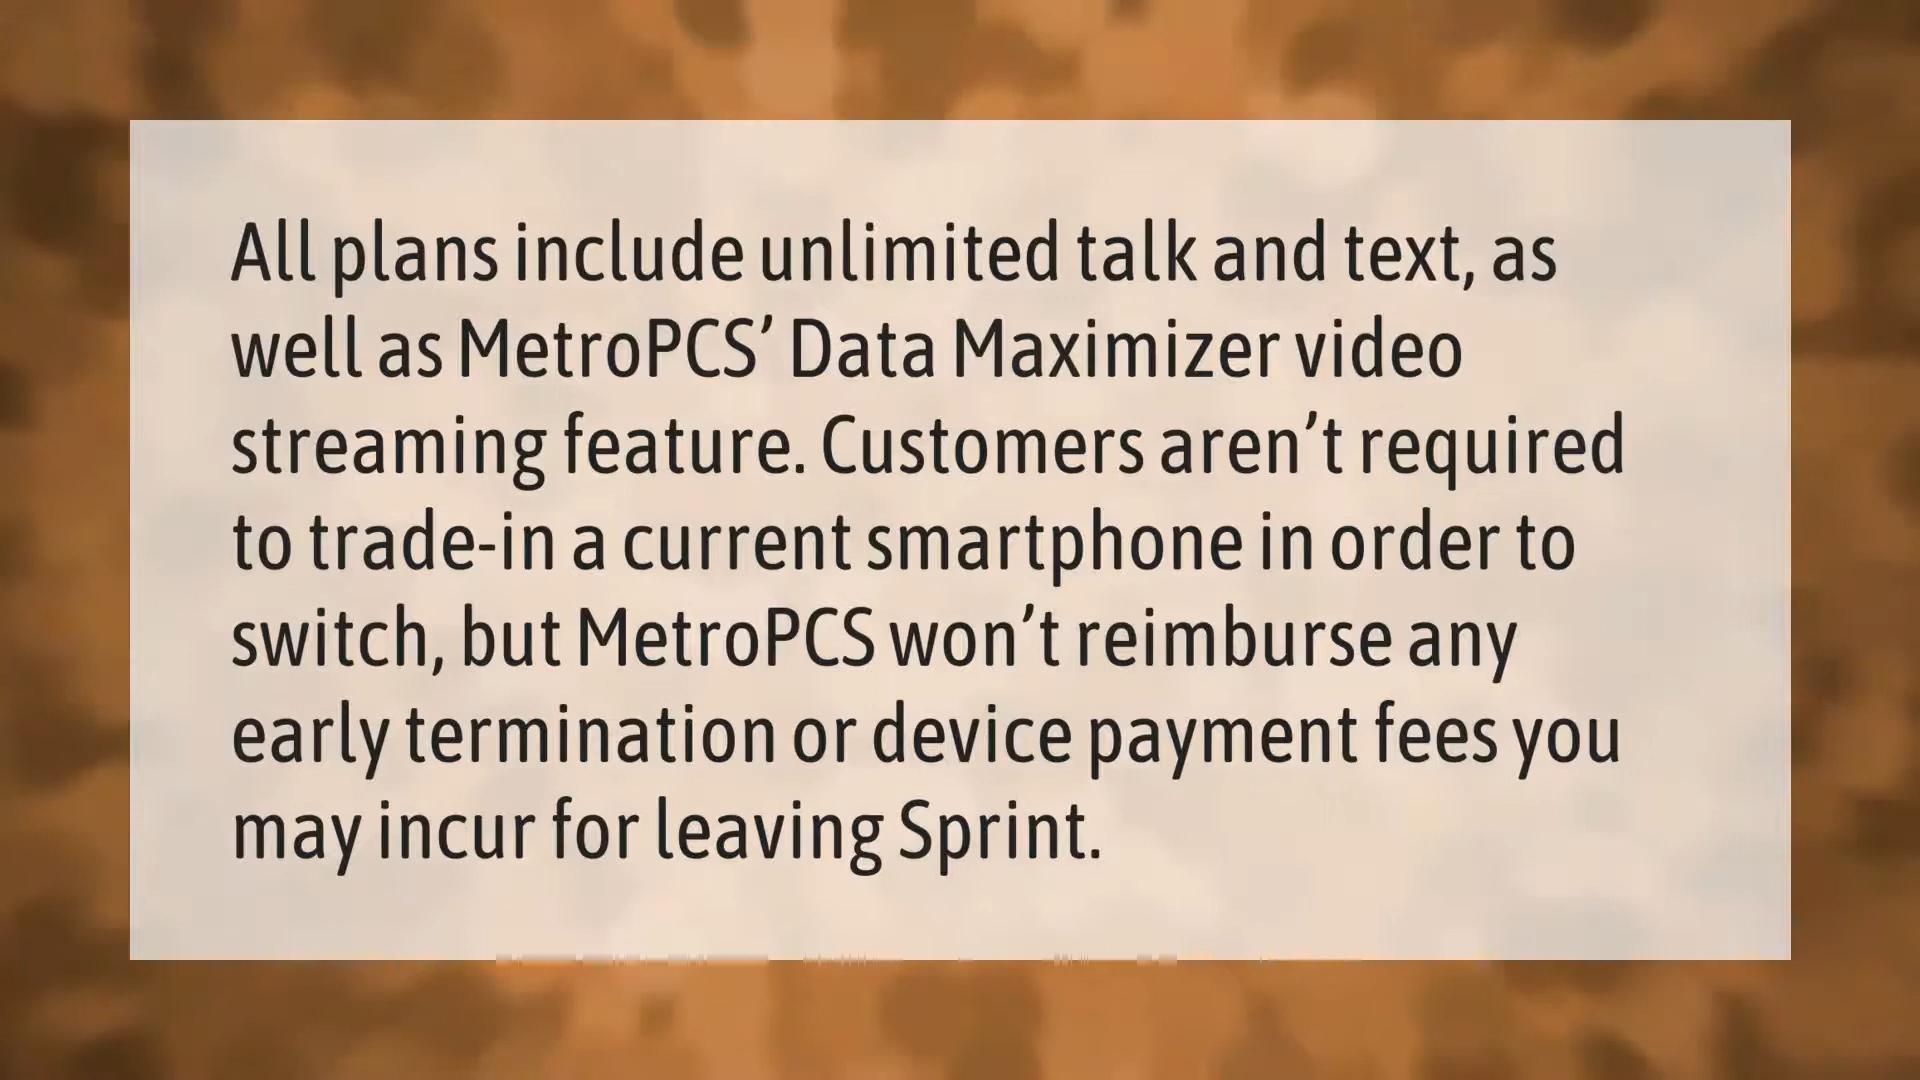 All plans include unlimited talk and text, as
well as MetroPCS’ Data Maximizer video
streaming feature. Customers aren’t required
to trade-in a current smartphone in order to
switch, but MetroPCS won’t reimburse any
early termination or device payment fees you
may incur for leaving Sprint.